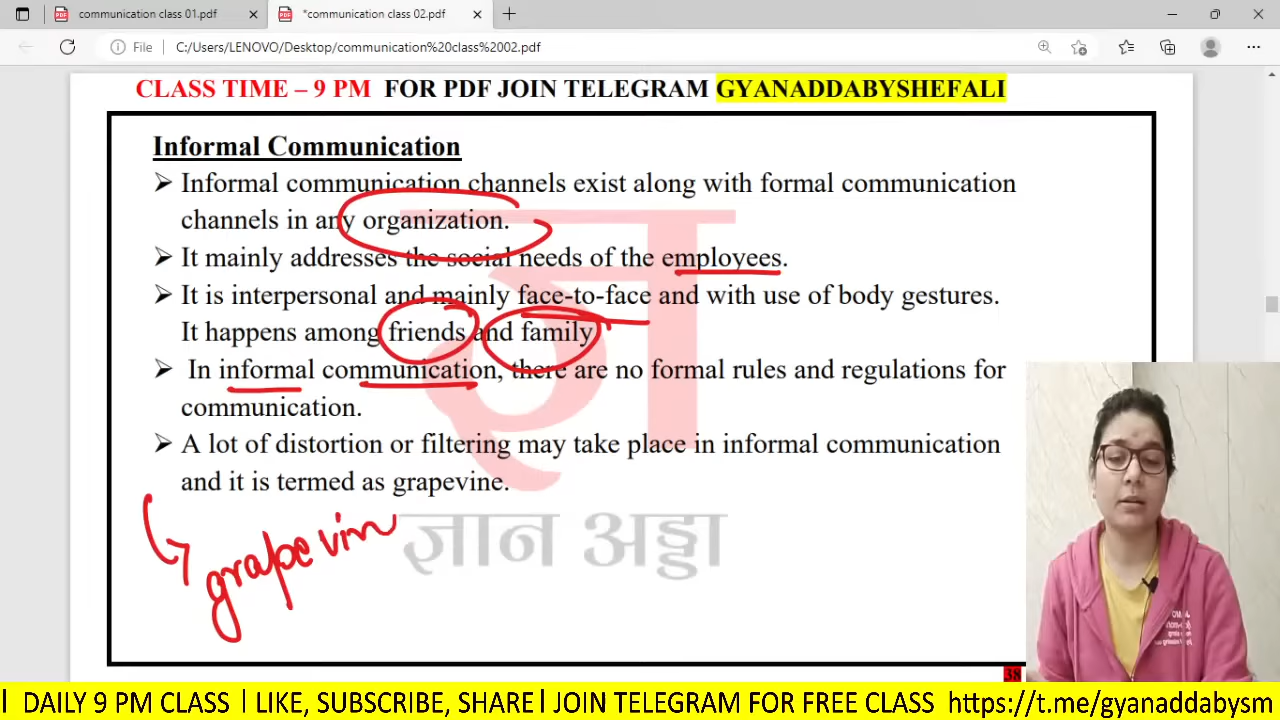 communication class 01.pdf
*communication class 02.pdf
File
C:/Users/LENOVO/Desktop/communication%20class%2002.pdf
CLASS TIME – 9 PM FOR PDF JOIN TELEGRAM GYANADDABYSHEFALI
Informal Communication
➢ Informal communication channels exist along with formal communication
channels in any organization.
➢ It mainly addresses the social needs of the employees.
➢ It is interpersonal and mainly face-to-face and with use of body gestures.
It happens among friends and family
➢ In informal communication, there are no formal rules and regulations for
communication.
➢ A lot of distortion or filtering may take place in informal communication
and it is termed as grapevine.
grapevin
ज्ञान अड्डा
38
I DAILY 9 PM CLASS I LIKE, SUBSCRIBE, SHARE I JOIN TELEGRAM FOR FREE CLASS https://t.me/gyanaddabysm